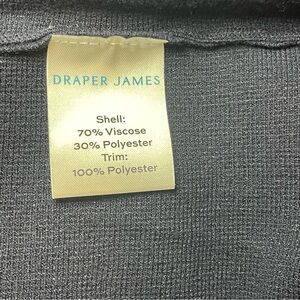 DRAPER JAMES
Shell:
70% Viscose
30% Polyester
Trim:
100% Polyester